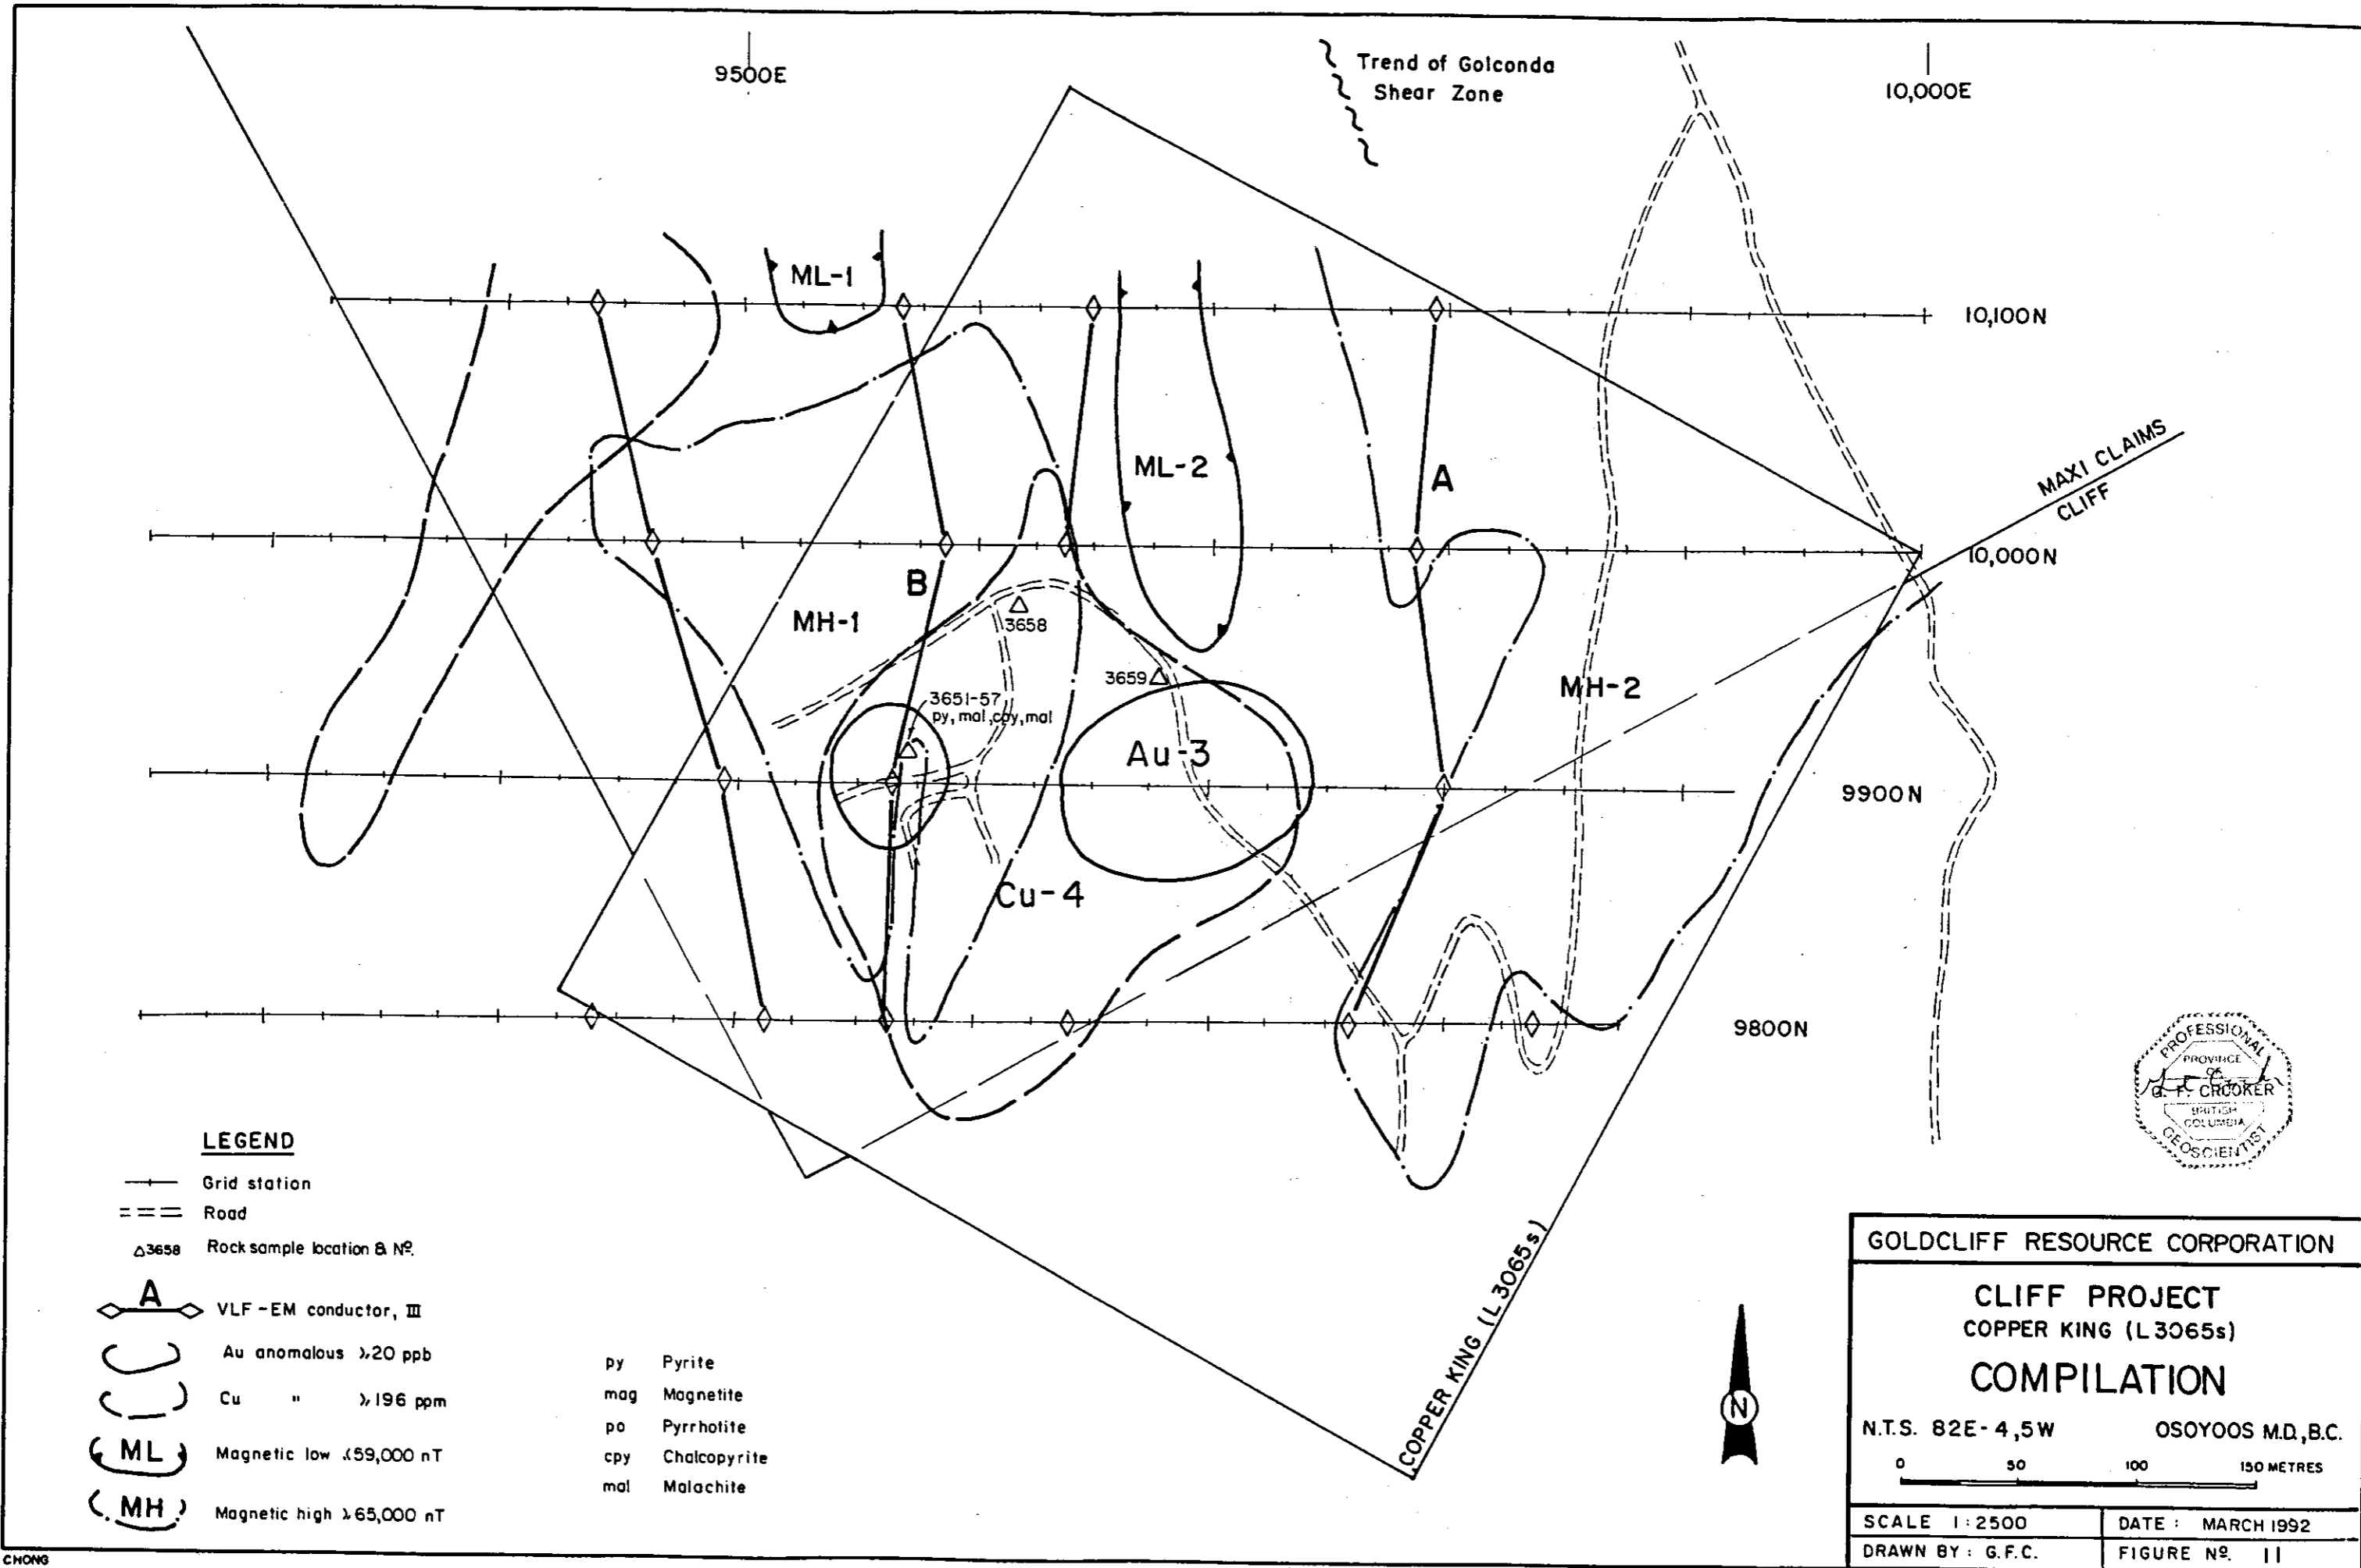 9500E
Trend of Golconda
Shear Zone
10,000E
ML-1
10,100N
ML-2
A
MAXI CLAIMS
CLIFF
10,000N
B
MH-1
3658
3659
MH-2
3651-57
py, mal, cpy, mal
Au-3
9900N
Cu-4
9800N
PROFESSIONAL
PROVINCE
OF
G. F. CROOKER
BRITISH
COLUMBIA
GEOSCIENTIST
COPPER KING (L 3065 s)
LEGEND
Grid station
Road
△3658 Rock sample location & Nº.
A
VLF-EM conductor, III
Au anomalous ⩾20 ppb
Cu " ⩾196 ppm
ML Magnetic low ⩽59,000 nT
MH Magnetic high ⩾65,000 nT
py Pyrite
mag Magnetite
po Pyrrhotite
cpy Chalcopyrite
mal Malachite
N
GOLDCLIFF RESOURCE CORPORATION
CLIFF PROJECT
COPPER KING (L3065s)
COMPILATION
N.T.S. 82E-4,5W OSOYOOS M.D.,B.C.
0 50 100 150 METRES
SCALE 1:2500 DATE : MARCH 1992
DRAWN BY : G.F.C. FIGURE Nº. 11
CHONG